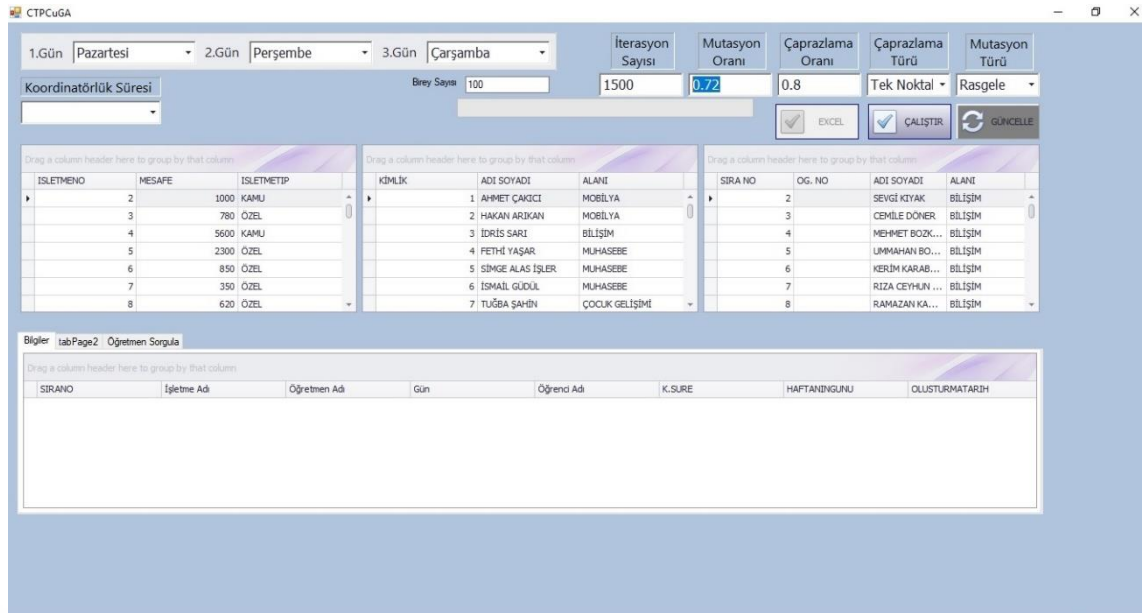 CTPCuGA
1.Gün Pazartesi 2.Gün Perşembe 3.Gün Çarşamba
İterasyon Sayısı
Mutasyon Oranı
Çaprazlama Oranı
Çaprazlama Türü
Mutasyon Türü
Koordinatörlük Süresi
Birey Sayısı 100
1500 0.72 0.8 Tek Noktal Rasgele
EXCEL ÇALIŞTIR GÜNCELLE
Drag a column header here to group by that column
ISLETMENO MESAFE ISLETMETIP
2 1000 KAMU
3 780 ÖZEL
4 5600 KAMU
5 2300 ÖZEL
6 850 ÖZEL
7 350 ÖZEL
8 620 ÖZEL
Drag a column header here to group by that column
KİMLİK ADI SOYADI ALANI
1 AHMET ÇAKICI MOBİLYA
2 HAKAN ARIKAN MOBİLYA
3 İDRİS SARI BİLİŞİM
4 FETHİ YAŞAR MUHASEBE
5 SİMGE ALAS İŞLER MUHASEBE
6 İSMAİL GÜDÜL MUHASEBE
7 TUĞBA ŞAHİN ÇOCUK GELİŞİMİ
Drag a column header here to group by that column
SIRA NO OG. NO ADI SOYADI ALANI
2 SEVGİ KIYAK BİLİŞİM
3 CEMİLE DÖNER BİLİŞİM
4 MEHMET BOZK... BİLİŞİM
5 UMMAHAN BO... BİLİŞİM
6 KERİM KARAB... BİLİŞİM
7 RIZA CEYHUN ... BİLİŞİM
8 RAMAZAN KA... BİLİŞİM
Bilgiler tabPage2 Öğretmen Sorgula
Drag a column header here to group by that column
SIRANO İşletme Adı Öğretmen Adı Gün Öğrenci Adı K.SURE HAFTANINGUNU OLUSTURMATARIH